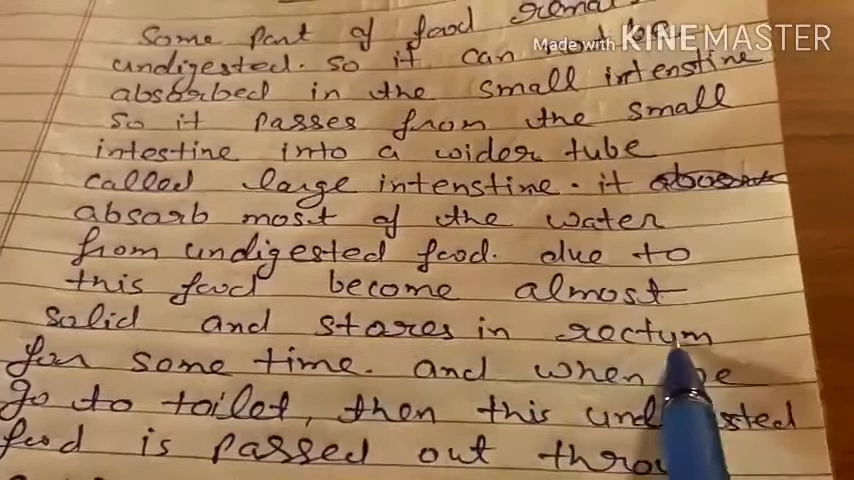 Some part of food remai
Made with KINEMASTER
undigested. so it can not be
absorbed in the small intenstine
so it passes from the small
intestine into a wider tube
called large intenstine. it
absorb most of the water
from undigested food. due to
this food become almost
solid and stores in rectum
for some time. and when
go to toilet, then this
food is passed out